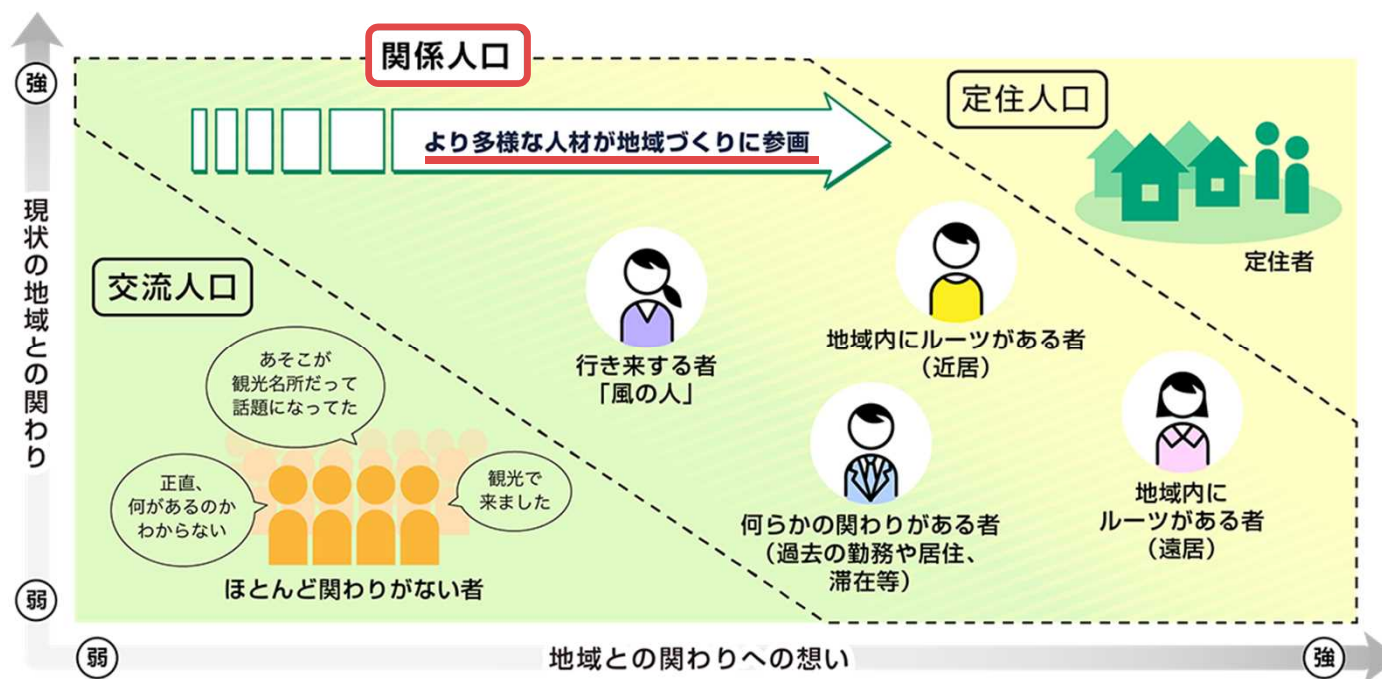 強
関係人口
定住人口
より多様な人材が地域づくりに参画
現状の地域との関わり
定住者
交流人口
あそこが
観光名所だって
話題になってた
行き来する者
「風の人」
地域内にルーツがある者
（近居）
正直、
何があるのか
わからない
観光で
来ました
何らかの関わりがある者
（過去の勤務や居住、
滞在等）
地域内に
ルーツがある者
（遠居）
ほとんど関わりがない者
弱
弱
地域との関わりへの想い
強